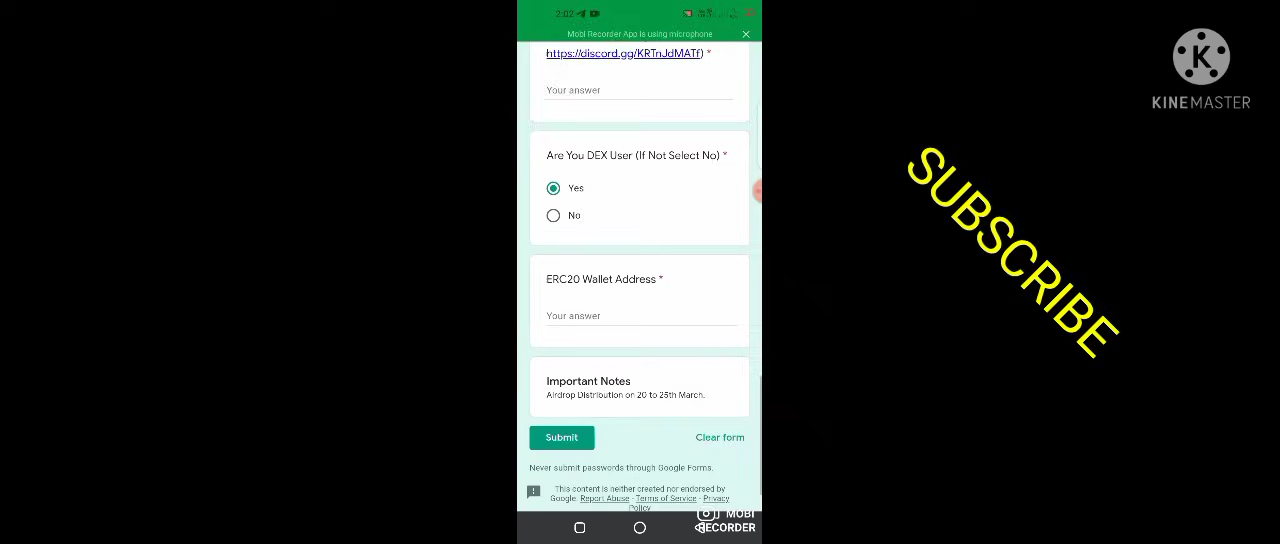 2:02
Mobi Recorder App is using microphone
https://discord.gg/KRTnJdMATf) *
Your answer
Are You DEX User (If Not Select No) *
Yes
No
ERC20 Wallet Address *
Your answer
Important Notes
Airdrop Distribution on 20 to 25th March.
Submit
Clear form
Never submit passwords through Google Forms.
This content is neither created nor endorsed by
Google. Report Abuse - Terms of Service - Privacy
Policy
MOBI
RECORDER
K
KINEMASTER
SUBSCRIBE